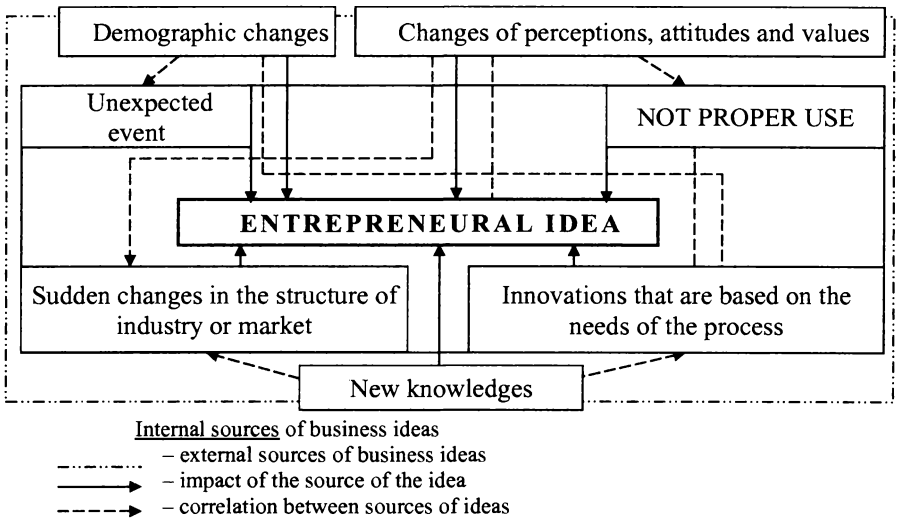 Demographic changes
Changes of perceptions, attitudes and values
Unexpected
event
NOT PROPER USE
ENTREPRENEURAL IDEA
Sudden changes in the structure of
industry or market
Innovations that are based on the
needs of the process
New knowledges
Internal sources of business ideas
– external sources of business ideas
– impact of the source of the idea
– correlation between sources of ideas